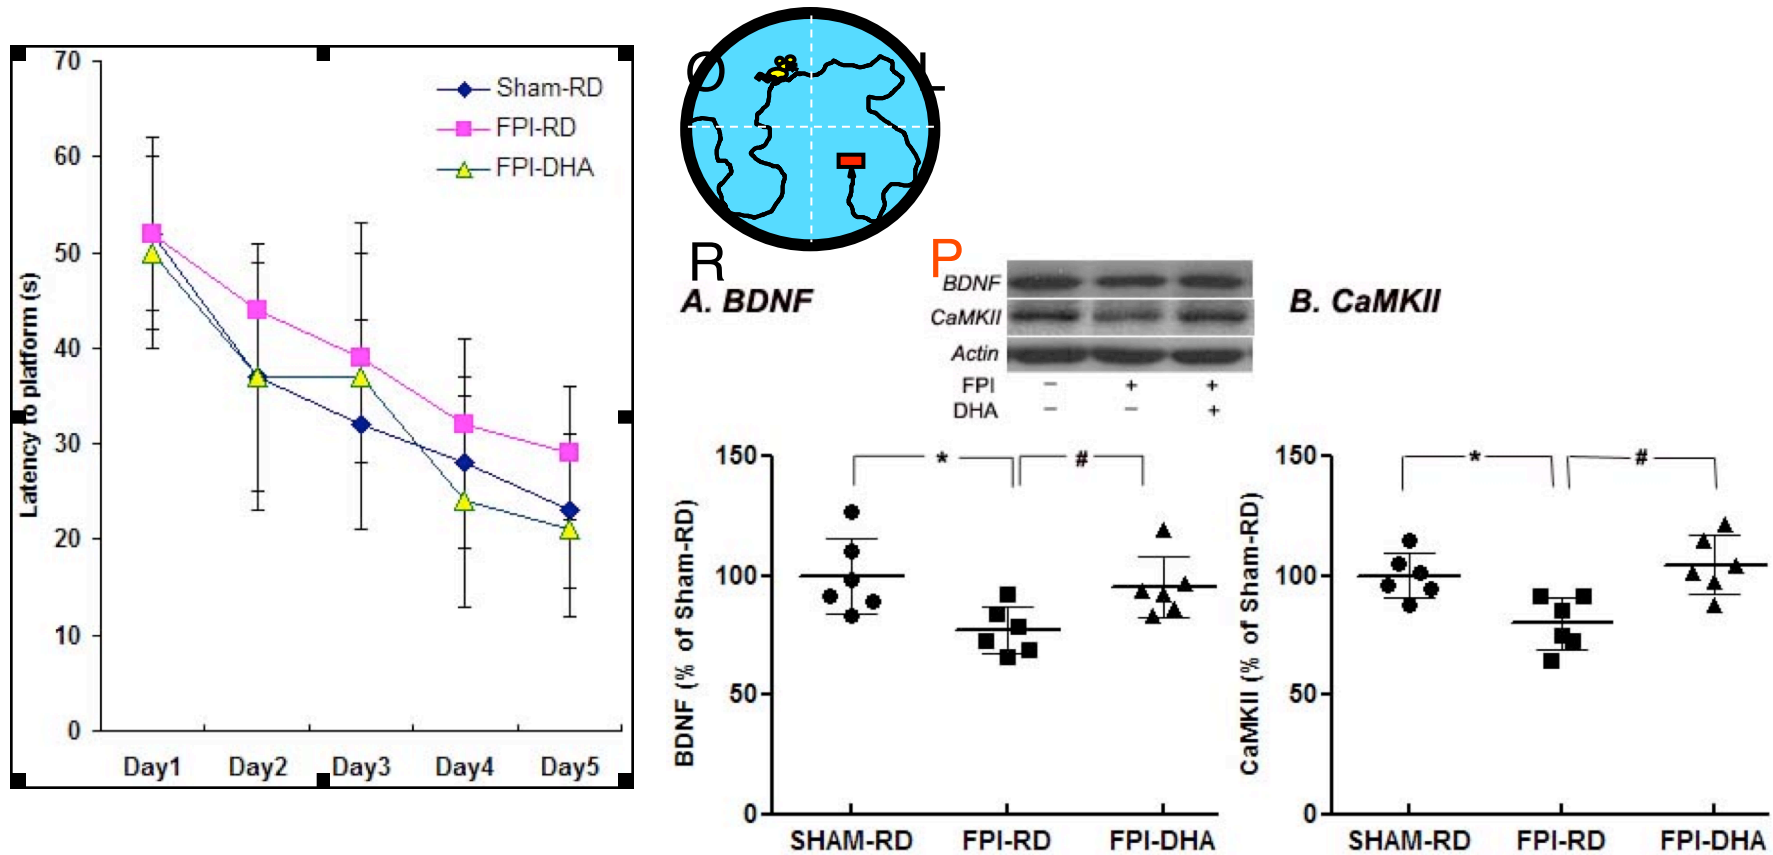 70
60
50
40
30
20
10
0
Latency to platform (s)
Sham-RD
FPI-RD
FPI-DHA
Day1 Day2 Day3 Day4 Day5
O L
R P
A. BDNF
BDNF
CaMKII
Actin
FPI − + +
DHA − − +
B. CaMKII
150
100
50
0
BDNF (% of Sham-RD)
* #
SHAM-RD FPI-RD FPI-DHA
150
100
50
0
CaMKII (% of Sham-RD)
* #
SHAM-RD FPI-RD FPI-DHA